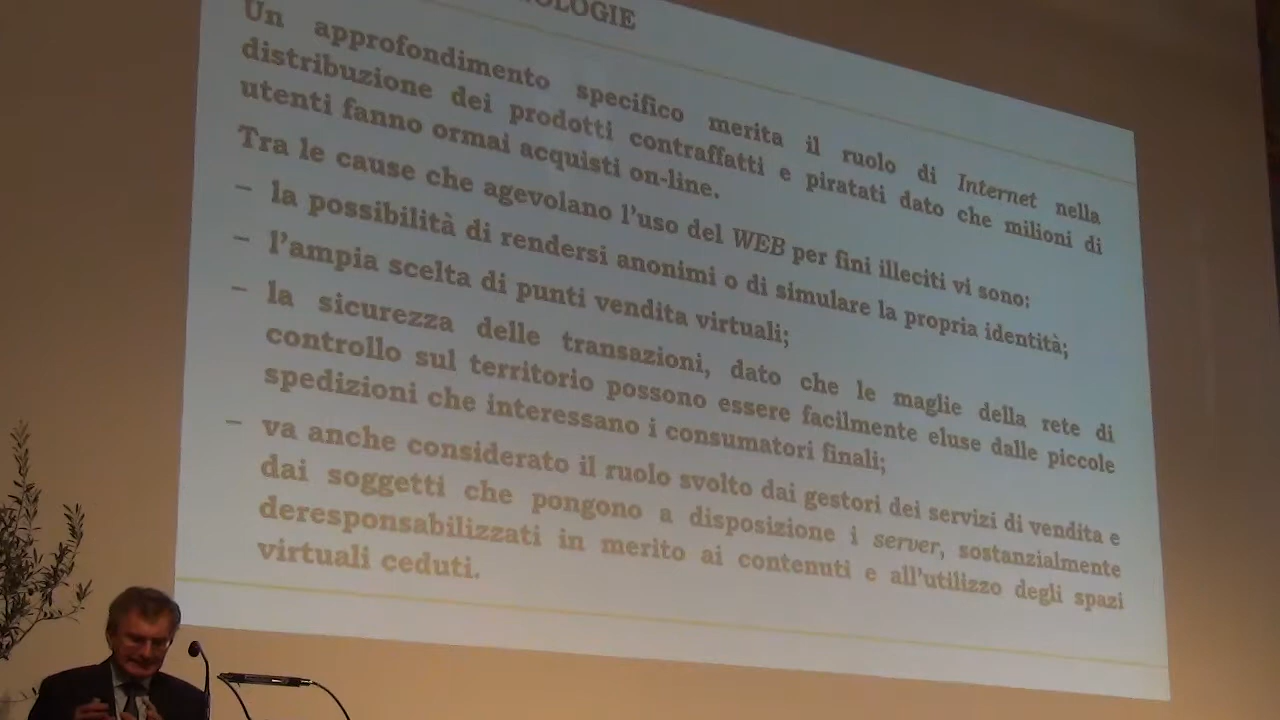 Un approfondimento specifico merita il ruolo di Internet nella
distribuzione dei prodotti contraffatti e piratati dato che milioni di
utenti fanno ormai acquisti on-line.
Tra le cause che agevolano l'uso del WEB per fini illeciti vi sono:
– la possibilità di rendersi anonimi o di simulare la propria identità;
– l'ampia scelta di punti vendita virtuali;
– la sicurezza delle transazioni, dato che le maglie della rete di
controllo sul territorio possono essere facilmente eluse dalle piccole
spedizioni che interessano i consumatori finali;
– va anche considerato il ruolo svolto dai gestori dei servizi di vendita e
dai soggetti che pongono a disposizione i server, sostanzialmente
deresponsabilizzati in merito ai contenuti e all'utilizzo degli spazi
virtuali ceduti.